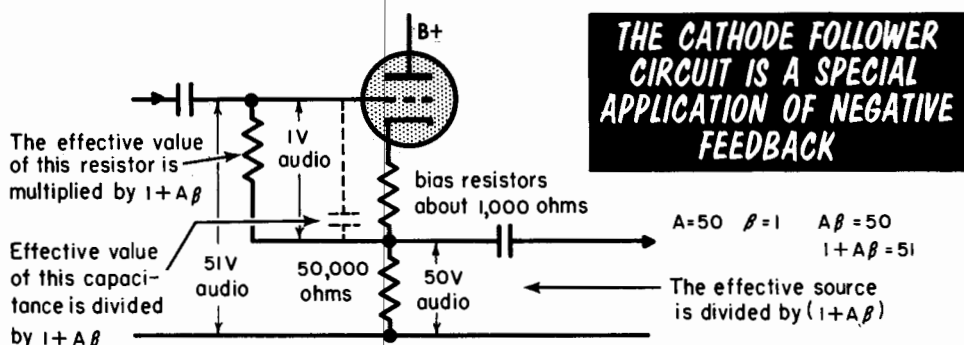 B+
THE CATHODE FOLLOWER
CIRCUIT IS A SPECIAL
APPLICATION OF NEGATIVE
FEEDBACK
The effective value
of this resistor is
multiplied by 1+Aβ
1V
audio
bias resistors
about 1,000 ohms
A=50 β=1 Aβ=50
1+Aβ=51
Effective value
of this capaci-
tance is divided
by 1+Aβ
51V
audio
50,000
ohms
50V
audio
The effective source
is divided by (1+Aβ)